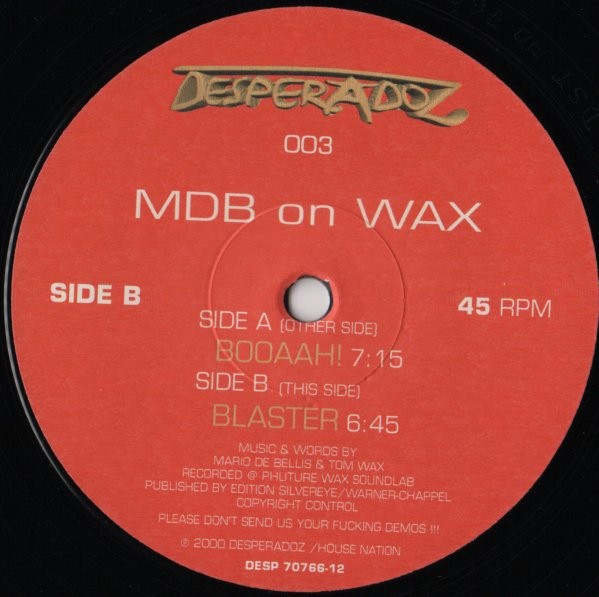 DESPERADOZ
003
MDB on WAX
SIDE B
45 RPM
SIDE A (OTHER SIDE)
BOOAAH! 7:15
SIDE B (THIS SIDE)
BLASTER 6:45
MUSIC & WORDS BY
MARIO DE BELLIS & TOM WAX
RECORDED @ PHUTURE WAX SOUNDLAB
PUBLISHED BY EDITION SILVEREYE/WARNER-CHAPPEL
COPYRIGHT CONTROL
PLEASE DON'T SEND US YOUR FUCKING DEMOS !!!
℗ 2000 DESPERADOZ /HOUSE NATION
DESP 70766-12